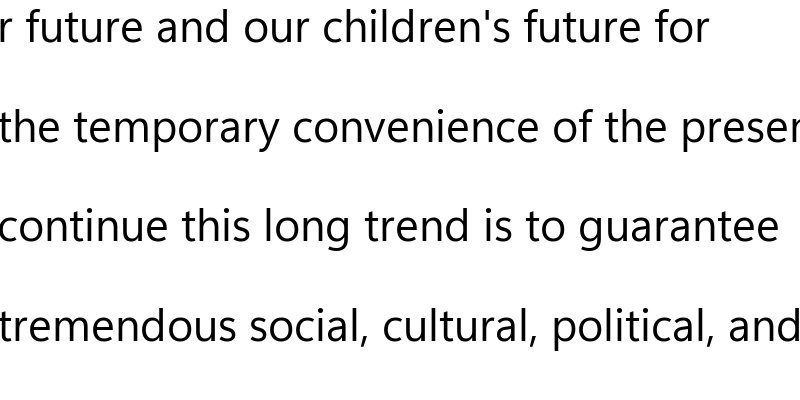 r future and our children's future for
the temporary convenience of the preser
continue this long trend is to guarantee
tremendous social, cultural, political, and